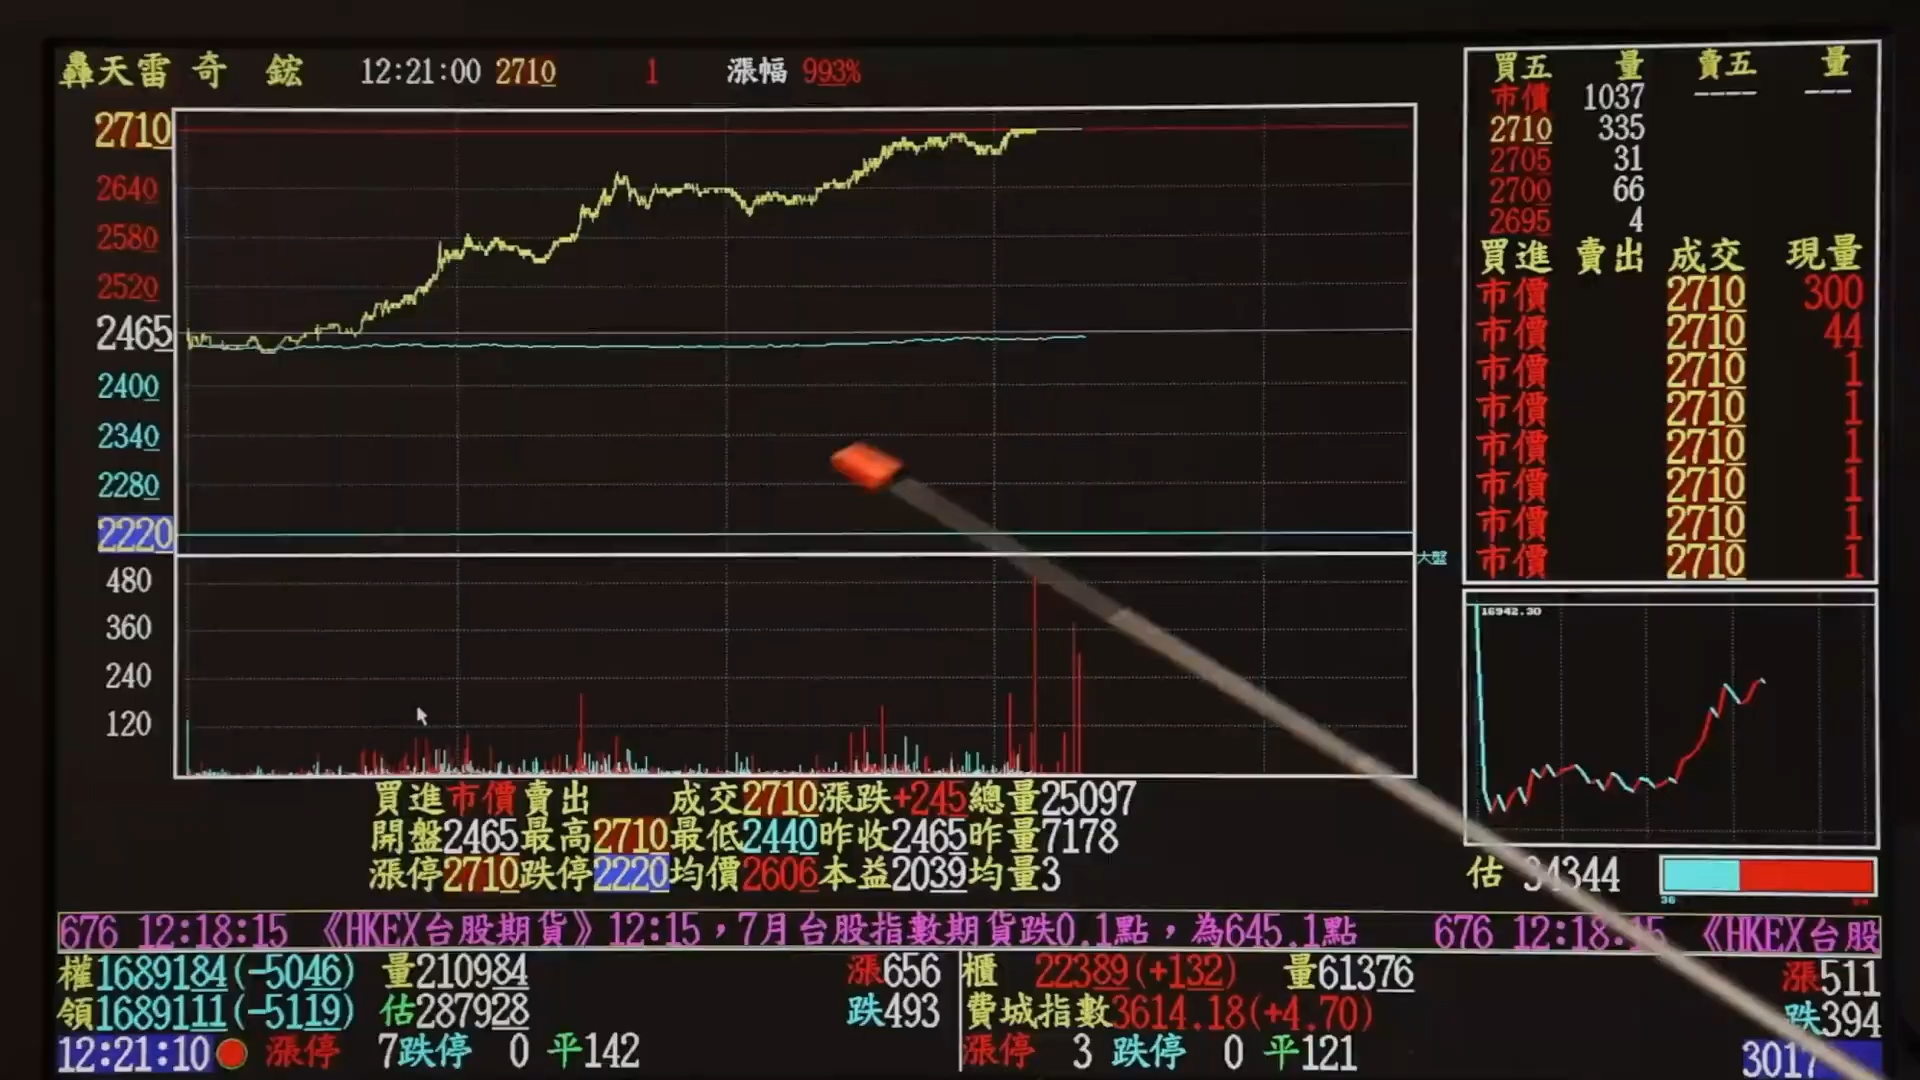 轟天雷 奇 鋐 12:21:00 2710 1 漲幅 993%
2710
2640
2580
2520
2465
2400
2340
2280
2220
480
360
240
120
大盤
買五 量 賣五 量
市價 1037 ---- ---
2710 335
2705 31
2700 66
2695 4
買進 賣出 成交 現量
市價 2710 300
市價 2710 44
市價 2710 1
市價 2710 1
市價 2710 1
市價 2710 1
市價 2710 1
市價 2710 1
16942.30
估 34344
36
買進市價賣出 成交2710漲跌+245總量25097
開盤2465最高2710最低2440昨收2465昨量7178
漲停2710跌停2220均價2606本益2039均量3
676 12:18:15 《HKEX台股期貨》12:15，7月台股指數期貨跌0.1點，為645.1點 676 12:18:15 《HKEX台股
權1689184(-5046) 量210984 漲656
領1689111(-5119) 估287928 跌493
12:21:10 漲停 7跌停 0 平142
櫃 22389(+132) 量61376 漲511
費城指數3614.18(+4.70) 跌394
漲停 3 跌停 0 平121 3017